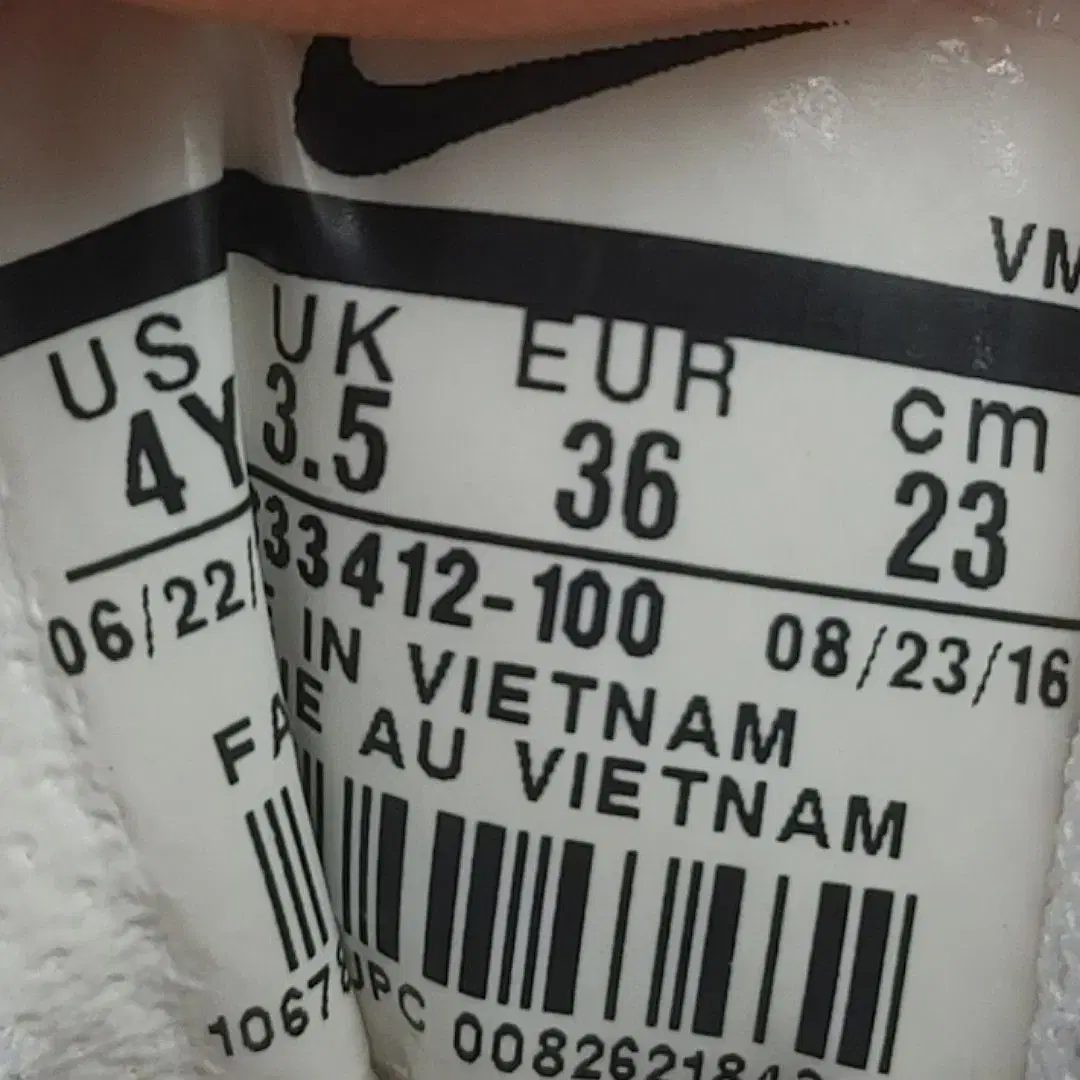 VM
US UK EUR cm
4Y 3.5 36 23
33412-100
06/22/ 08/23/16
IN VIETNAM
AU VIETNAM
1067
UPC 00826218